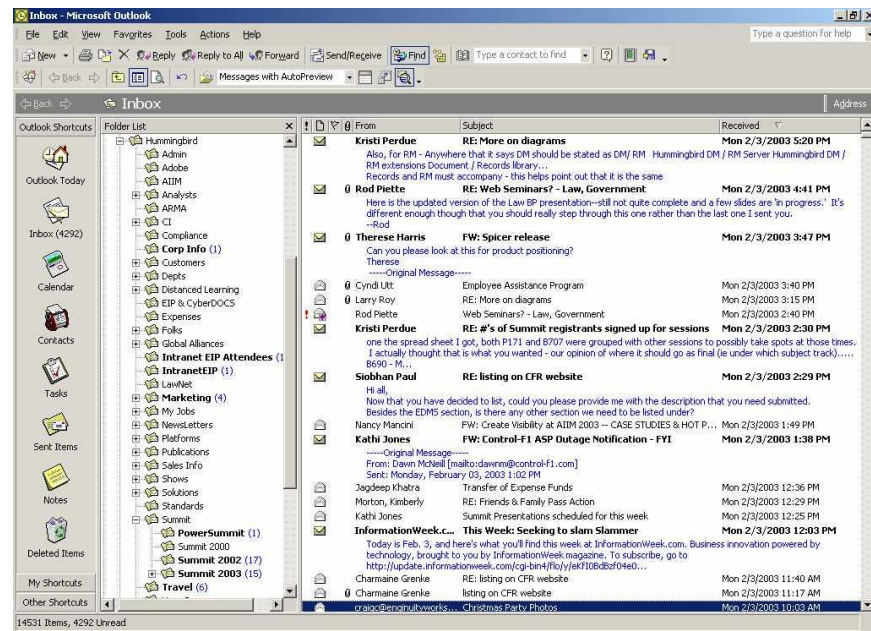 Inbox - Microsoft Outlook
File Edit View Favorites Tools Actions Help
Type a question for help
New Reply Reply to All Forward Send/Receive Find Type a contact to find
Back Messages with AutoPreview
Back Inbox Address
Outlook Shortcuts
Outlook Today
Inbox (4292)
Calendar
Contacts
Tasks
Sent Items
Notes
Deleted Items
My Shortcuts
Other Shortcuts
Folder List
Hummingbird
Admin
Adobe
AIIM
Analysts
ARMA
CI
Compliance
Corp Info (1)
Customers
Depts
Distanced Learning
EIP & CyberDOCS
Expenses
Folks
Global Alliances
Intranet EIP Attendees (1
IntranetEIP (1)
LawNet
Marketing (4)
My Jobs
NewsLetters
Platforms
Publications
Sales Info
Shows
Solutions
Standards
Summit
PowerSummit (1)
Summit 2000
Summit 2002 (17)
Summit 2003 (15)
Travel (6)
From Subject Received
Kristi Perdue RE: More on diagrams Mon 2/3/2003 5:20 PM
Also, for RM - Anywhere that it says DM should be stated as DM/ RM Hummingbird DM / RM Server Hummingbird DM /
RM extensions Document / Records library...
Records and RM must accompany - this helps point out that it is the same
Rod Piette RE: Web Seminars? - Law, Government Mon 2/3/2003 4:41 PM
Here is the updated version of the Law BP presentation--still not quite complete and a few slides are 'in progress.' It's
different enough though that you should really step through this one rather than the last one I sent you.
--Rod
Therese Harris FW: Spicer release Mon 2/3/2003 3:47 PM
Can you please look at this for product positioning?
Therese
-----Original Message-----
Cyndi Utt Employee Assistance Program Mon 2/3/2003 3:40 PM
Larry Roy RE: More on diagrams Mon 2/3/2003 3:15 PM
Rod Piette Web Seminars? - Law, Government Mon 2/3/2003 2:40 PM
Kristi Perdue RE: #'s of Summit registrants signed up for sessions Mon 2/3/2003 2:30 PM
one the spread sheet I got, both P171 and B707 were grouped with other sessions to possibly take spots at those times.
I actually thought that is what you wanted - our opinion of where it should go as final (ie under which subject track).....
B690 - M...
Siobhan Paul RE: listing on CFR website Mon 2/3/2003 2:29 PM
Hi all,
Now that you have decided to list, could you please provide me with the description that you need submitted.
Besides the EDMS section, is there any other section we need to be listed under?
Nancy Mancini FW: Create Visibility at AIIM 2003 -- CASE STUDIES & HOT P... Mon 2/3/2003 1:49 PM
Kathi Jones FW: Control-F1 ASP Outage Notification - FYI Mon 2/3/2003 1:38 PM
-----Original Message-----
From: Dawn McNeill [mailto:dawnm@control-f1.com]
Sent: Monday, February 03, 2003 1:02 PM
Jagdeep Khatra Transfer of Expense Funds Mon 2/3/2003 12:36 PM
Morton, Kimberly RE: Friends & Family Pass Action Mon 2/3/2003 12:29 PM
Kathi Jones Summit Presentations scheduled for this week Mon 2/3/2003 12:25 PM
InformationWeek.c... This Week: Seeking to slam Slammer Mon 2/3/2003 12:03 PM
Today is Feb. 3, and here's what you'll find this week at InformationWeek.com. Business innovation powered by
technology, brought to you by InformationWeek magazine. To subscribe, go to
http://update.informationweek.com/cgi-bin4/flo/y/eKfI0BdBzf04e0...
Charmaine Grenke RE: listing on CFR website Mon 2/3/2003 11:40 AM
Charmaine Grenke listing on CFR website Mon 2/3/2003 11:17 AM
craigc@enginuityworks... Christmas Party Photos Mon 2/3/2003 10:03 AM
14531 Items, 4292 Unread